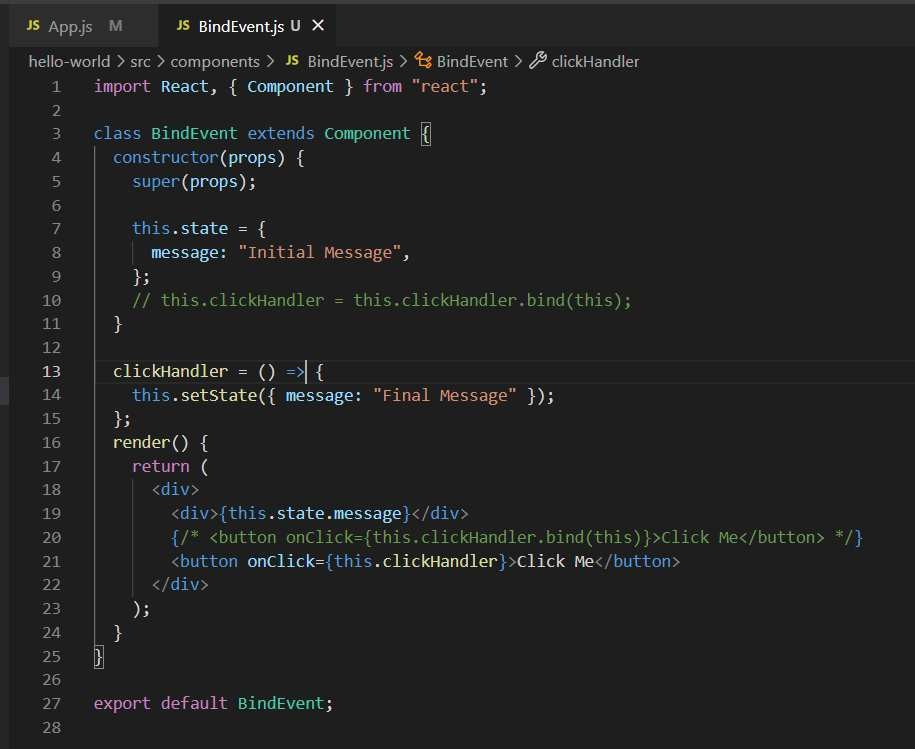 JS App.js M JS BindEvent.js U ✕
hello-world > src > components > JS BindEvent.js > BindEvent > clickHandler
1 import React, { Component } from "react";
2
3 class BindEvent extends Component {
4   constructor(props) {
5     super(props);
6
7     this.state = {
8       message: "Initial Message",
9     };
10     // this.clickHandler = this.clickHandler.bind(this);
11   }
12
13   clickHandler = () => {
14     this.setState({ message: "Final Message" });
15   };
16   render() {
17     return (
18       <div>
19         <div>{this.state.message}</div>
20         {/* <button onClick={this.clickHandler.bind(this)}>Click Me</button> */}
21         <button onClick={this.clickHandler}>Click Me</button>
22       </div>
23     );
24   }
25 }
26
27 export default BindEvent;
28